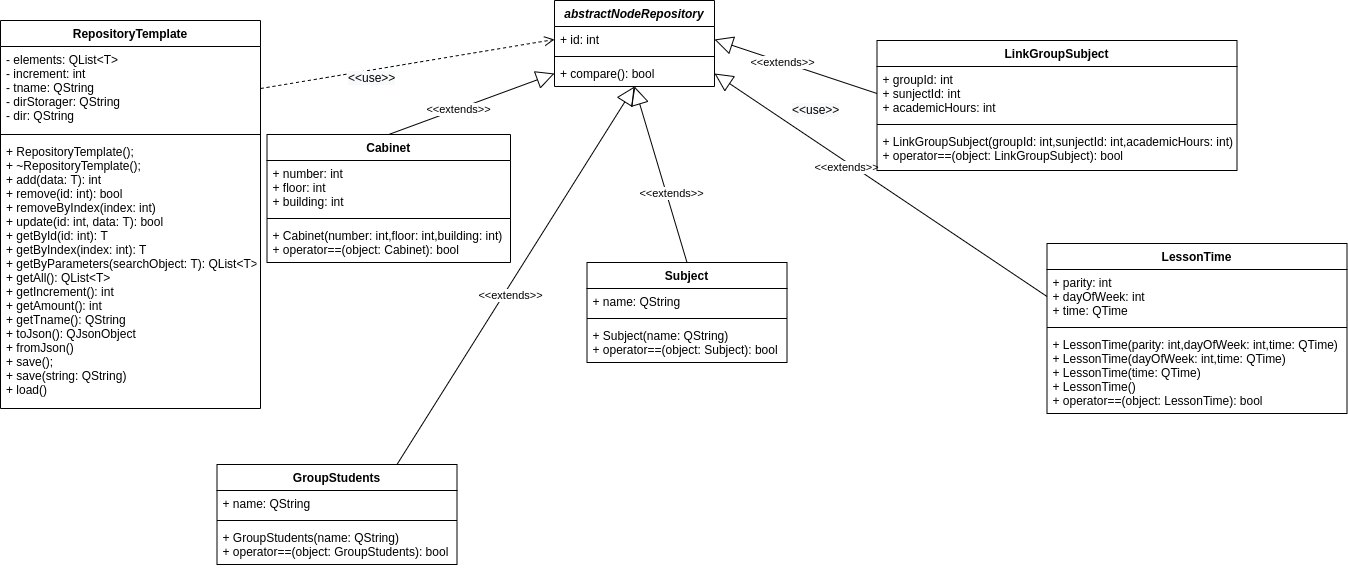 abstractNodeRepository
+ id: int
+ compare(): bool
RepositoryTemplate
- elements: QList<T>
- increment: int
- tname: QString
- dirStorager: QString
- dir: QString
+ RepositoryTemplate();
+ ~RepositoryTemplate();
+ add(data: T): int
+ remove(id: int): bool
+ removeByIndex(index: int)
+ update(id: int, data: T): bool
+ getById(id: int): T
+ getByIndex(index: int): T
+ getByParameters(searchObject: T): QList<T>
+ getAll(): QList<T>
+ getIncrement(): int
+ getAmount(): int
+ getTname(): QString
+ toJson(): QJsonObject
+ fromJson()
+ save();
+ save(string: QString)
+ load()
<<use>>
<<extends>>
Cabinet
+ number: int
+ floor: int
+ building: int
+ Cabinet(number: int,floor: int,building: int)
+ operator==(object: Cabinet): bool
<<extends>>
GroupStudents
+ name: QString
+ GroupStudents(name: QString)
+ operator==(object: GroupStudents): bool
<<extends>>
Subject
+ name: QString
+ Subject(name: QString)
+ operator==(object: Subject): bool
<<extends>>
LinkGroupSubject
+ groupId: int
+ sunjectId: int
+ academicHours: int
+ LinkGroupSubject(groupId: int,sunjectId: int,academicHours: int)
+ operator==(object: LinkGroupSubject): bool
<<use>>
<<extends>>
LessonTime
+ parity: int
+ dayOfWeek: int
+ time: QTime
+ LessonTime(parity: int,dayOfWeek: int,time: QTime)
+ LessonTime(dayOfWeek: int,time: QTime)
+ LessonTime(time: QTime)
+ LessonTime()
+ operator==(object: LessonTime): bool